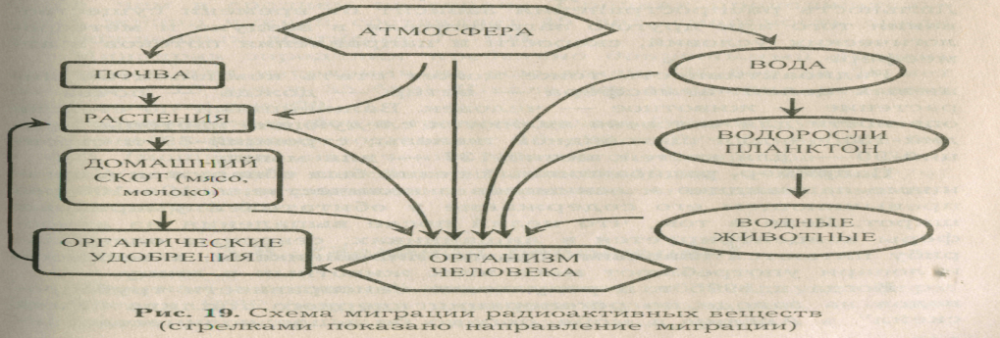 АТМОСФЕРА
ПОЧВА
РАСТЕНИЯ
ДОМАШНИЙ
СКОТ (мясо,
молоко)
ОРГАНИЧЕСКИЕ
УДОБРЕНИЯ
ВОДА
ВОДОРОСЛИ
ПЛАНКТОН
ВОДНЫЕ
ЖИВОТНЫЕ
ОРГАНИЗМ
ЧЕЛОВЕКА
Рис. 19. Схема миграции радиоактивных веществ
(стрелками показано направление миграции)